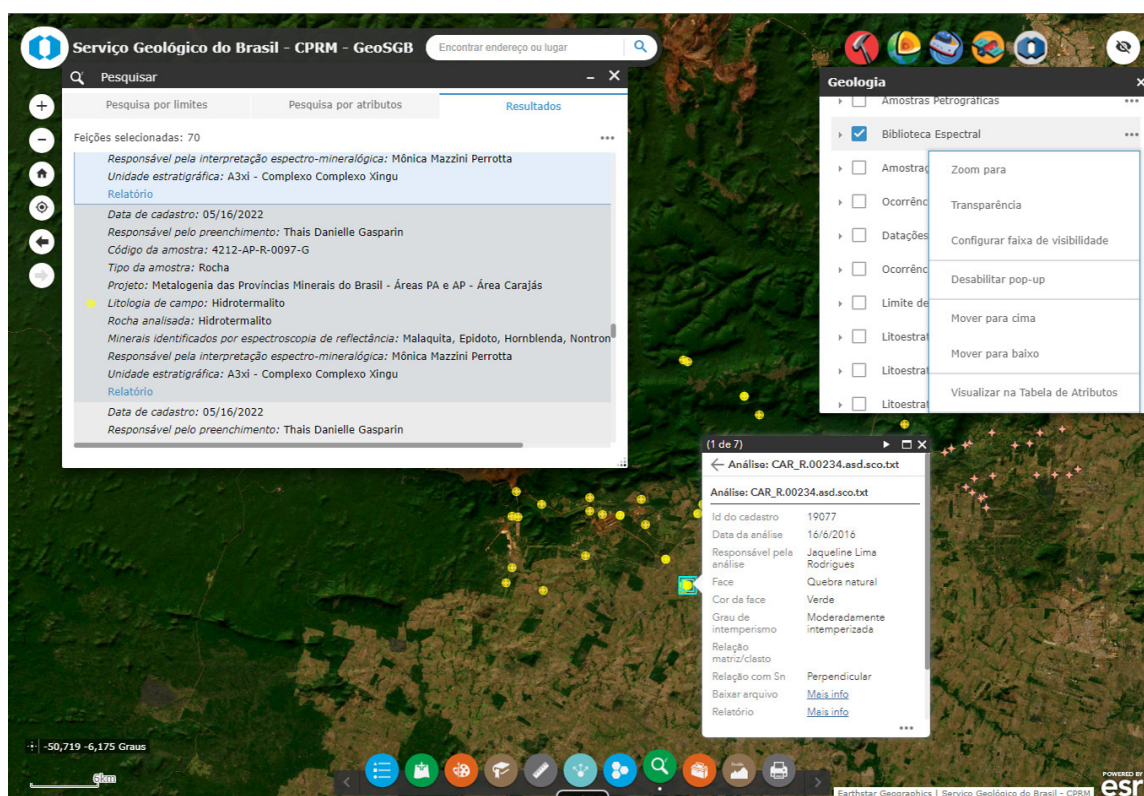 Serviço Geológico do Brasil - CPRM - GeoSGB
Encontrar endereço ou lugar
Pesquisar
Pesquisa por limites
Pesquisa por atributos
Resultados
Feições selecionadas: 70
Responsável pela interpretação espectro-mineralógica: Mônica Mazzini Perrotta
Unidade estratigráfica: A3xi - Complexo Complexo Xingu
Relatório
Data de cadastro: 05/16/2022
Responsável pelo preenchimento: Thais Danielle Gasparin
Código da amostra: 4212-AP-R-0097-G
Tipo da amostra: Rocha
Projeto: Metalogenia das Províncias Minerais do Brasil - Áreas PA e AP - Área Carajás
Litologia de campo: Hidrotermalito
Rocha analisada: Hidrotermalito
Minerais identificados por espectroscopia de reflectância: Malaquita, Epidoto, Hornblenda, Nontron
Responsável pela interpretação espectro-mineralógica: Mônica Mazzini Perrotta
Unidade estratigráfica: A3xi - Complexo Complexo Xingu
Relatório
Data de cadastro: 05/16/2022
Responsável pelo preenchimento: Thais Danielle Gasparin
Geologia
Amostras Petrográficas
Biblioteca Espectral
Amostraç
Ocorrênc
Datações
Ocorrênc
Limite de
Litoestrat
Litoestrat
Litoestrat
Zoom para
Transparência
Configurar faixa de visibilidade
Desabilitar pop-up
Mover para cima
Mover para baixo
Visualizar na Tabela de Atributos
(1 de 7)
Análise: CAR_R.00234.asd.sco.txt
Análise: CAR_R.00234.asd.sco.txt
Id do cadastro 19077
Data da análise 16/6/2016
Responsável pela Jaqueline Lima
análise Rodrigues
Face Quebra natural
Cor da face Verde
Grau de Moderadamente
intemperismo intemperizada
Relação
matriz/clasto
Relação com Sn Perpendicular
Baixar arquivo Mais info
Relatório Mais info
-50,719 -6,175 Graus
6km
Earthstar Geographics | Serviço Geológico do Brasil - CPRM
POWERED BY
esr